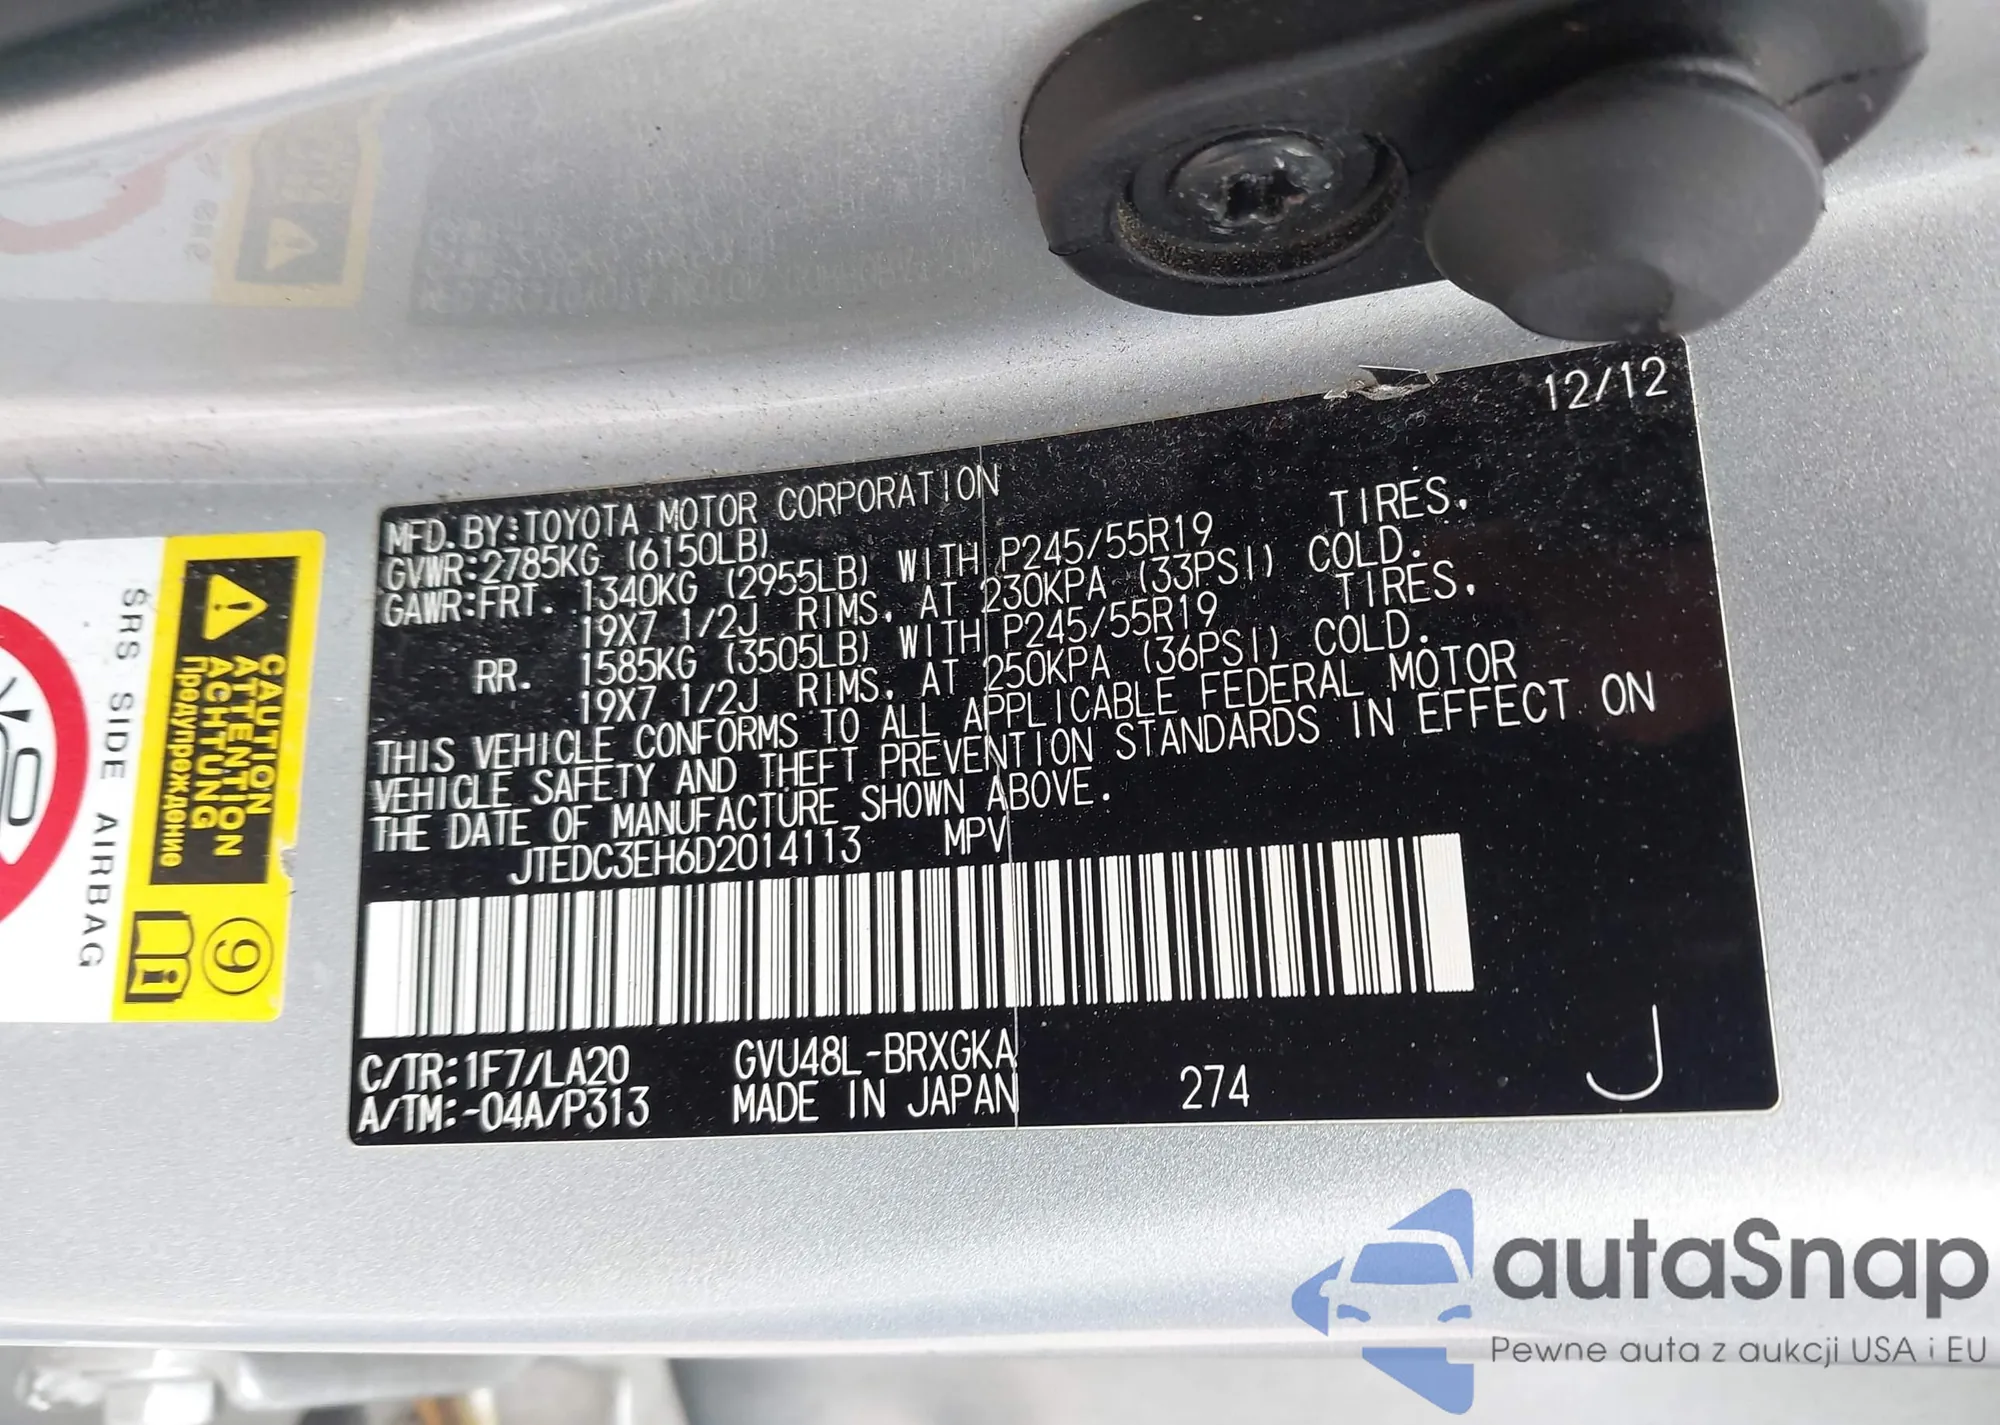 12/12
MFD. BY: TOYOTA MOTOR CORPORATION
GVWR: 2785KG (6150LB)
GAWR: FRT. 1340KG (2955LB) WITH P245/55R19 TIRES,
19X7 1/2J RIMS, AT 230KPA (33PSI) COLD.
RR. 1585KG (3505LB) WITH P245/55R19 TIRES,
19X7 1/2J RIMS, AT 250KPA (36PSI) COLD.
THIS VEHICLE CONFORMS TO ALL APPLICABLE FEDERAL MOTOR
VEHICLE SAFETY AND THEFT PREVENTION STANDARDS IN EFFECT ON
THE DATE OF MANUFACTURE SHOWN ABOVE.
JTEDC3EH6D2014113 MPV
C/TR: 1F7/LA20 GVU48L-BRXGKA
A/TM: -04A/P313 MADE IN JAPAN 274 J
CAUTION
ATTENTION
ACHTUNG
Предупреждение
SRS SIDE AIRBAG
9
autaSnap
Pewne auta z aukcji USA i EU